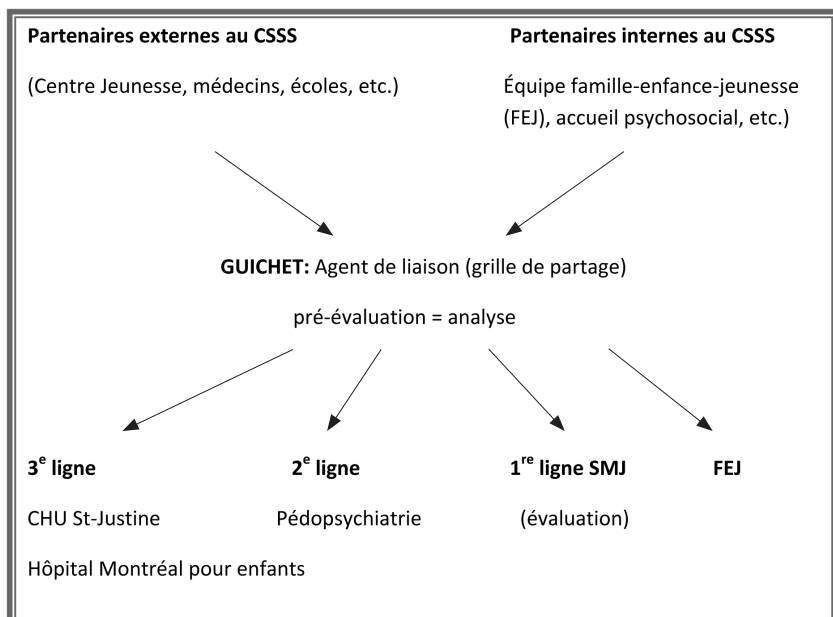 Partenaires externes au CSSS
Partenaires internes au CSSS
(Centre Jeunesse, médecins, écoles, etc.)
Équipe famille-enfance-jeunesse
(FEJ), accueil psychosocial, etc.)
GUICHET: Agent de liaison (grille de partage)
pré-évaluation = analyse
3e ligne
2e ligne
1re ligne SMJ
FEJ
CHU St-Justine
Pédopsychiatrie
(évaluation)
Hôpital Montréal pour enfants